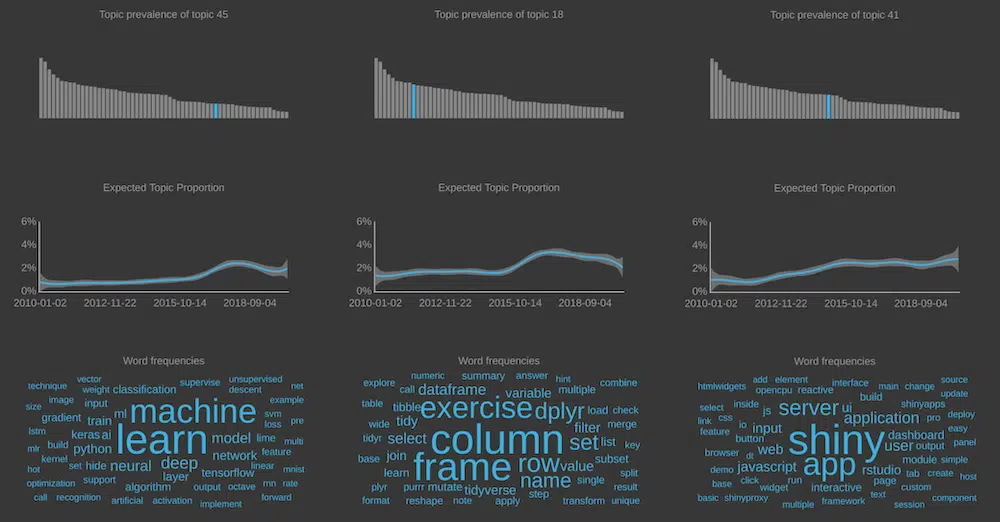 Topic prevalence of topic 45
Topic prevalence of topic 18
Topic prevalence of topic 41
Expected Topic Proportion
6%
4%
2%
0%
2010-01-02 2012-11-22 2015-10-14 2018-09-04
Expected Topic Proportion
6%
4%
2%
0%
2010-01-02 2012-11-22 2015-10-14 2018-09-04
Expected Topic Proportion
6%
4%
2%
0%
2010-01-02 2012-11-22 2015-10-14 2018-09-04
Word frequencies
vector
technique weight classification supervise unsupervised descent net
size image input example
gradient train ml machine svm loss pre
lstm keras ai learn model lime multi
mlr build python network feature
kernel set hide neural deep linear mnist
hot support layer tensorflow
optimization algorithm output octave rnn rate
call recognition artificial activation implement forward
Word frequencies
numeric summary answer hint
explore call dataframe variable multiple combine
table tibble exercise dplyr load check
wide tidy filter merge
tidyr select column set list key
base join frame row value subset
learn name single split
plyr purrr mutate tidyverse step result
format reshape note apply transform unique
Word frequencies
add element interface source
htmlwidgets opencpu reactive main change update
select inside js server ui build shinyapps
link css io input application pro deploy
feature button shiny dashboard easy
browser dt web user output panel
demo javascript app rstudio module simple
base click run page tab create host
basic shinyproxy widget interactive text custom component
multiple framework session